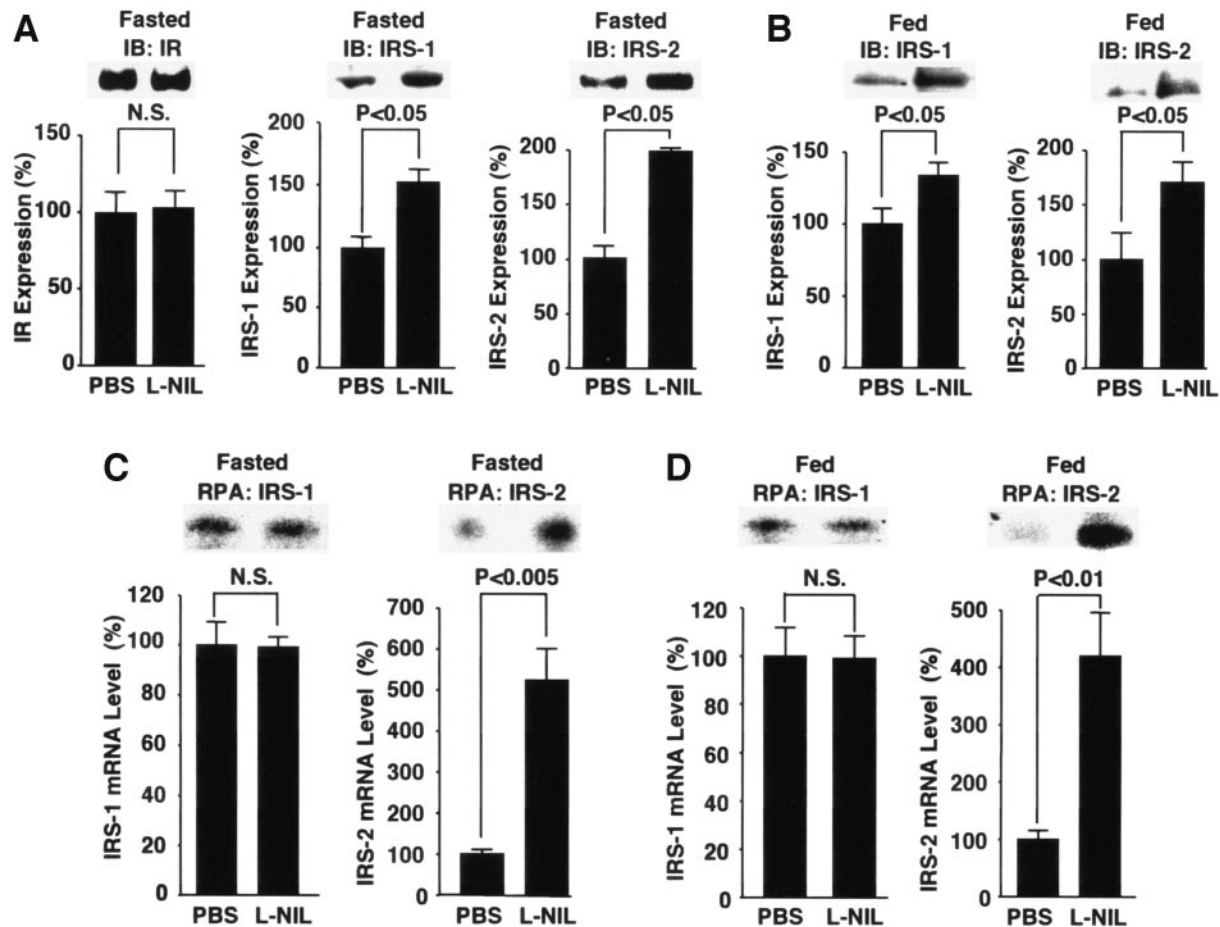 A
Fasted
IB: IR
N.S.
IR Expression (%)
150
100
50
0
PBS L-NIL
Fasted
IB: IRS-1
P<0.05
IRS-1 Expression (%)
200
150
100
50
0
PBS L-NIL
Fasted
IB: IRS-2
P<0.05
IRS-2 Expression (%)
200
150
100
50
0
PBS L-NIL
B
Fed
IB: IRS-1
P<0.05
IRS-1 Expression (%)
150
100
50
0
PBS L-NIL
Fed
IB: IRS-2
P<0.05
IRS-2 Expression (%)
200
150
100
50
0
PBS L-NIL
C
Fasted
RPA: IRS-1
N.S.
IRS-1 mRNA Level (%)
120
100
80
60
40
20
0
PBS L-NIL
Fasted
RPA: IRS-2
P<0.005
IRS-2 mRNA Level (%)
700
600
500
400
300
200
100
0
PBS L-NIL
D
Fed
RPA: IRS-1
N.S.
IRS-1 mRNA Level (%)
120
100
80
60
40
20
0
PBS L-NIL
Fed
RPA: IRS-2
P<0.01
IRS-2 mRNA Level (%)
500
400
300
200
100
0
PBS L-NIL